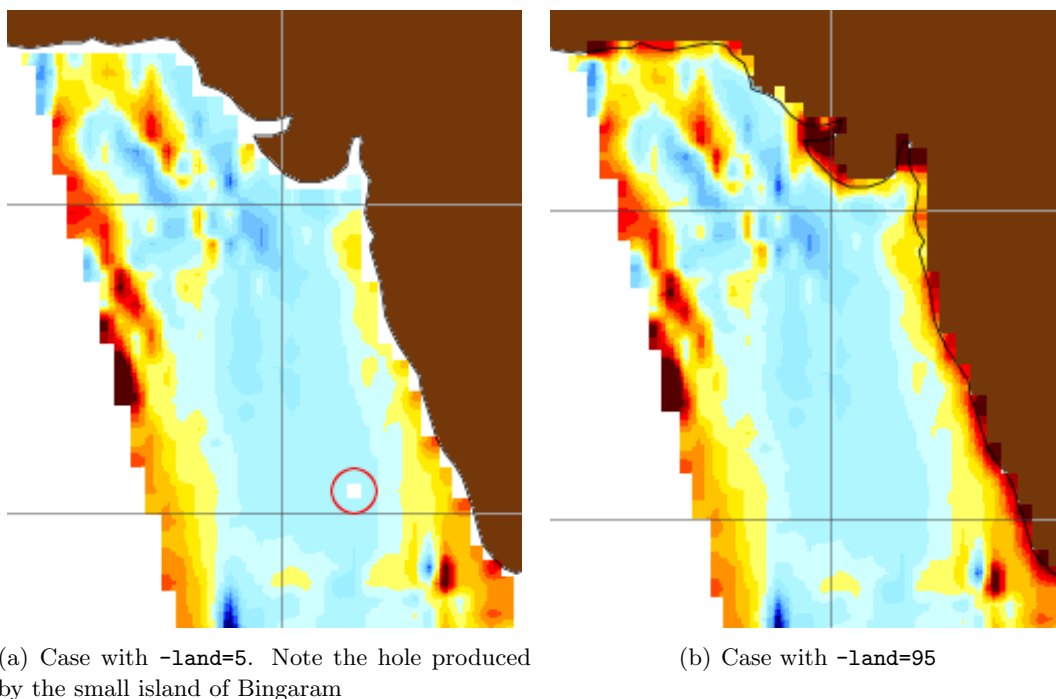 (a) Case with -land=5. Note the hole produced
by the small island of Bingaram
(b) Case with -land=95